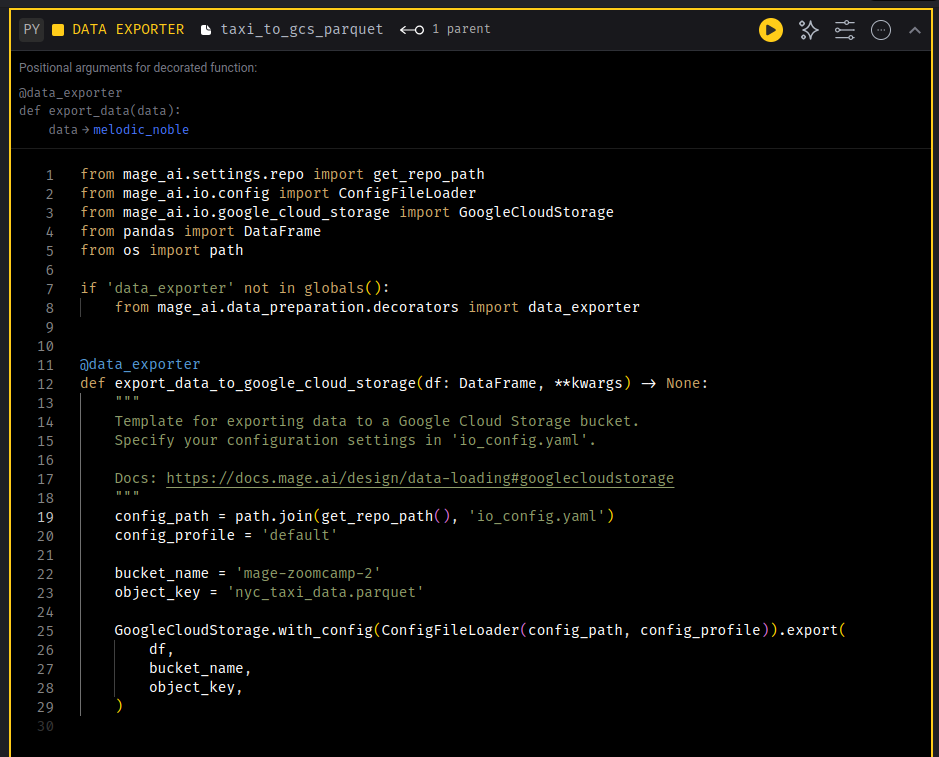 PY DATA EXPORTER taxi_to_gcs_parquet 1 parent
Positional arguments for decorated function:
@data_exporter
def export_data(data):
    data → melodic_noble
1 from mage_ai.settings.repo import get_repo_path
2 from mage_ai.io.config import ConfigFileLoader
3 from mage_ai.io.google_cloud_storage import GoogleCloudStorage
4 from pandas import DataFrame
5 from os import path
6
7 if 'data_exporter' not in globals():
8     from mage_ai.data_preparation.decorators import data_exporter
9
10
11 @data_exporter
12 def export_data_to_google_cloud_storage(df: DataFrame, **kwargs) -> None:
13     """
14     Template for exporting data to a Google Cloud Storage bucket.
15     Specify your configuration settings in 'io_config.yaml'.
16
17     Docs: https://docs.mage.ai/design/data-loading#googlecloudstorage
18     """
19     config_path = path.join(get_repo_path(), 'io_config.yaml')
20     config_profile = 'default'
21
22     bucket_name = 'mage-zoomcamp-2'
23     object_key = 'nyc_taxi_data.parquet'
24
25     GoogleCloudStorage.with_config(ConfigFileLoader(config_path, config_profile)).export(
26         df,
27         bucket_name,
28         object_key,
29     )
30